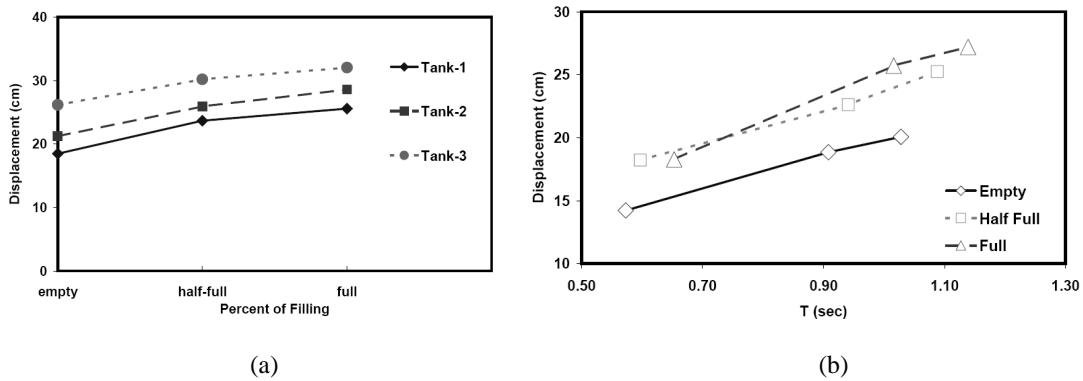 40
30
20
10
0
Displacement (cm)
empty half-full full
Percent of Filling
Tank-1
Tank-2
Tank-3
(a)
30
25
20
15
10
Displacement (cm)
0.50 0.70 0.90 1.10 1.30
T (sec)
Empty
Half Full
Full
(b)